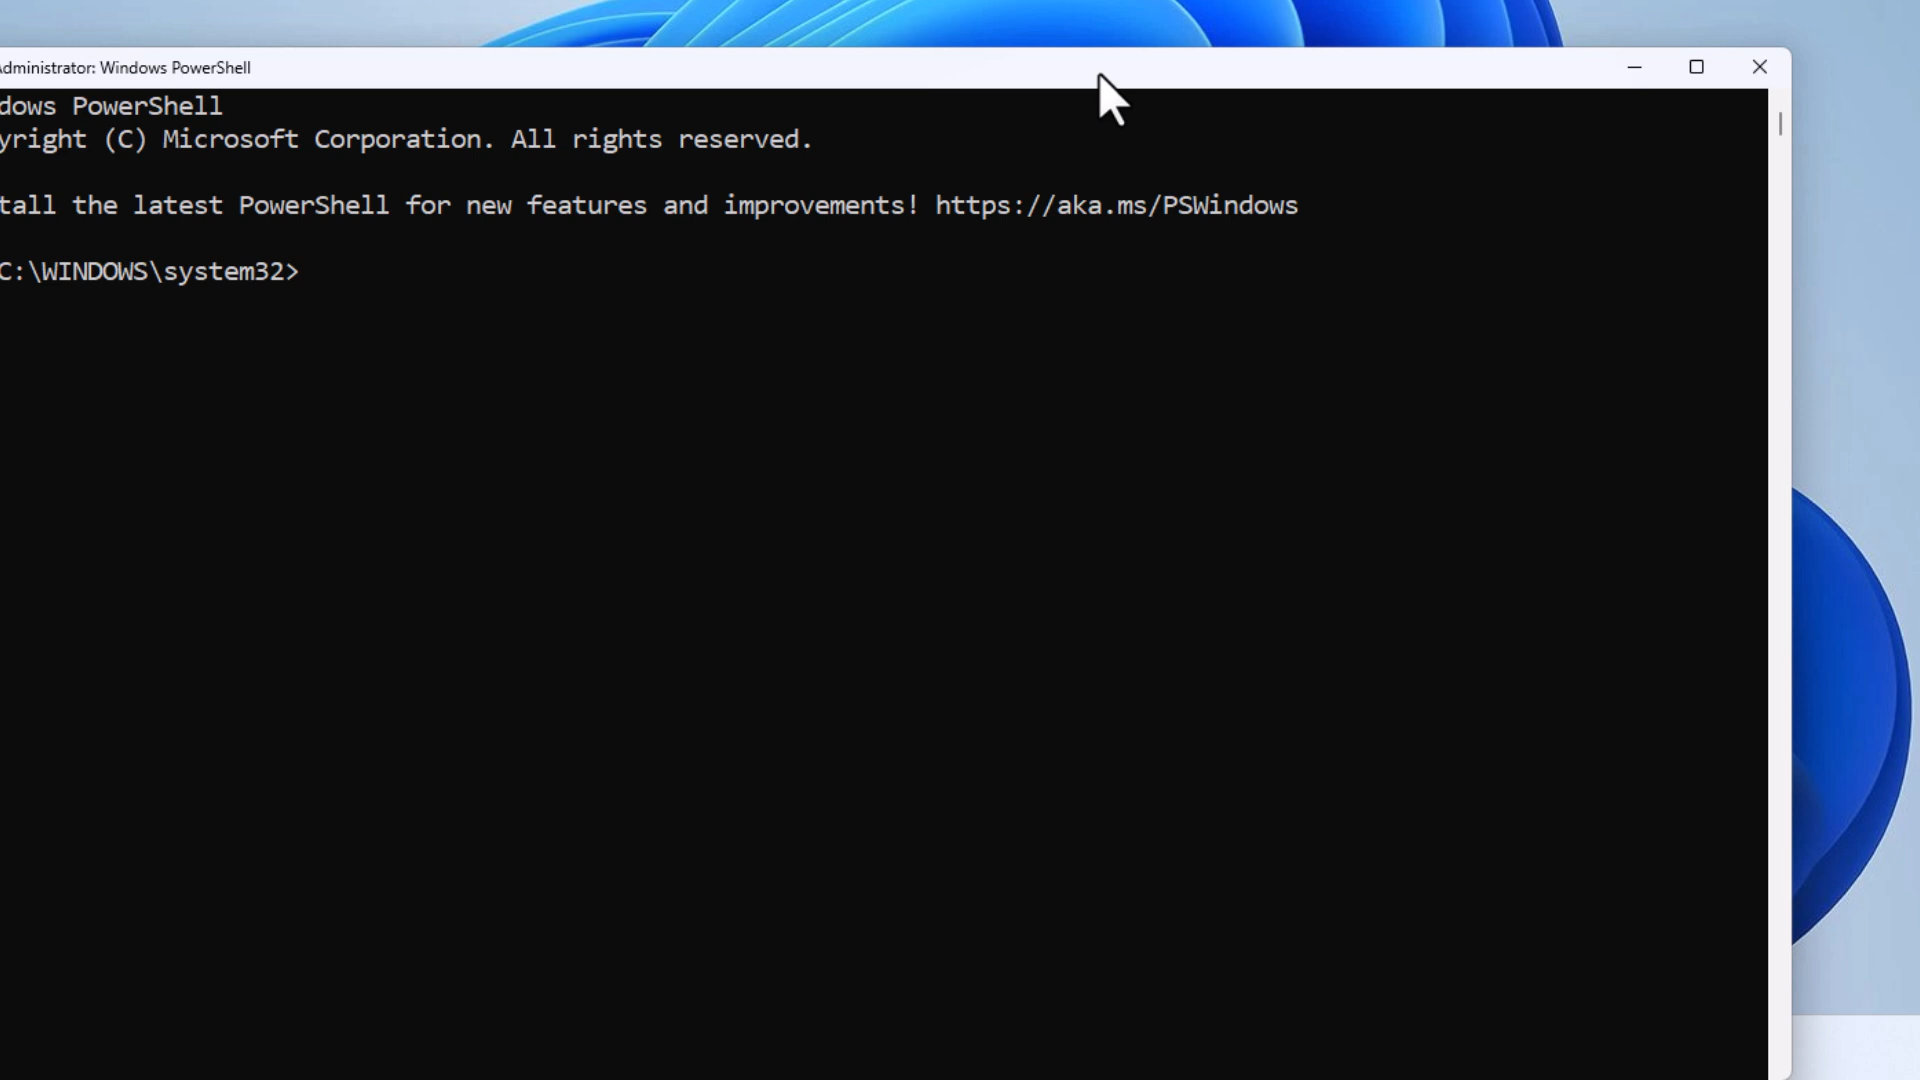 Administrator: Windows PowerShell
dows PowerShell
yright (C) Microsoft Corporation. All rights reserved.
tall the latest PowerShell for new features and improvements! https://aka.ms/PSWindows
C:\WINDOWS\system32>